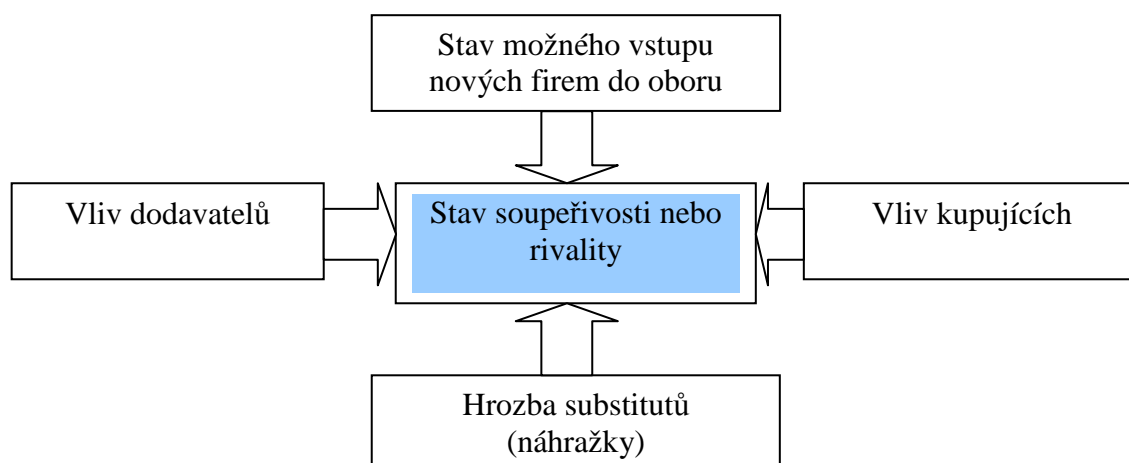 Stav možného vstupu
nových firem do oboru
Vliv dodavatelů
Stav soupeřivosti nebo
rivality
Vliv kupujících
Hrozba substitutů
(náhražky)